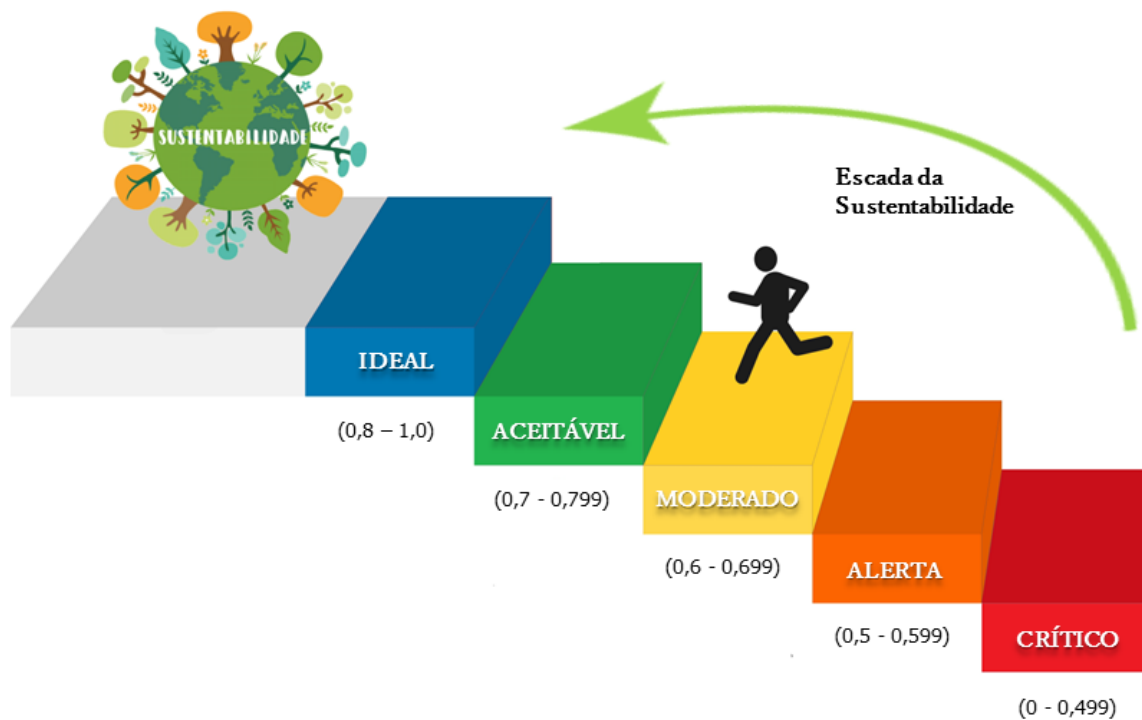 SUSTENTABILIDADE
Escada da
Sustentabilidade
IDEAL
(0,8 – 1,0)
ACEITÁVEL
(0,7 - 0,799)
MODERADO
(0,6 - 0,699)
ALERTA
(0,5 - 0,599)
CRÍTICO
(0 - 0,499)